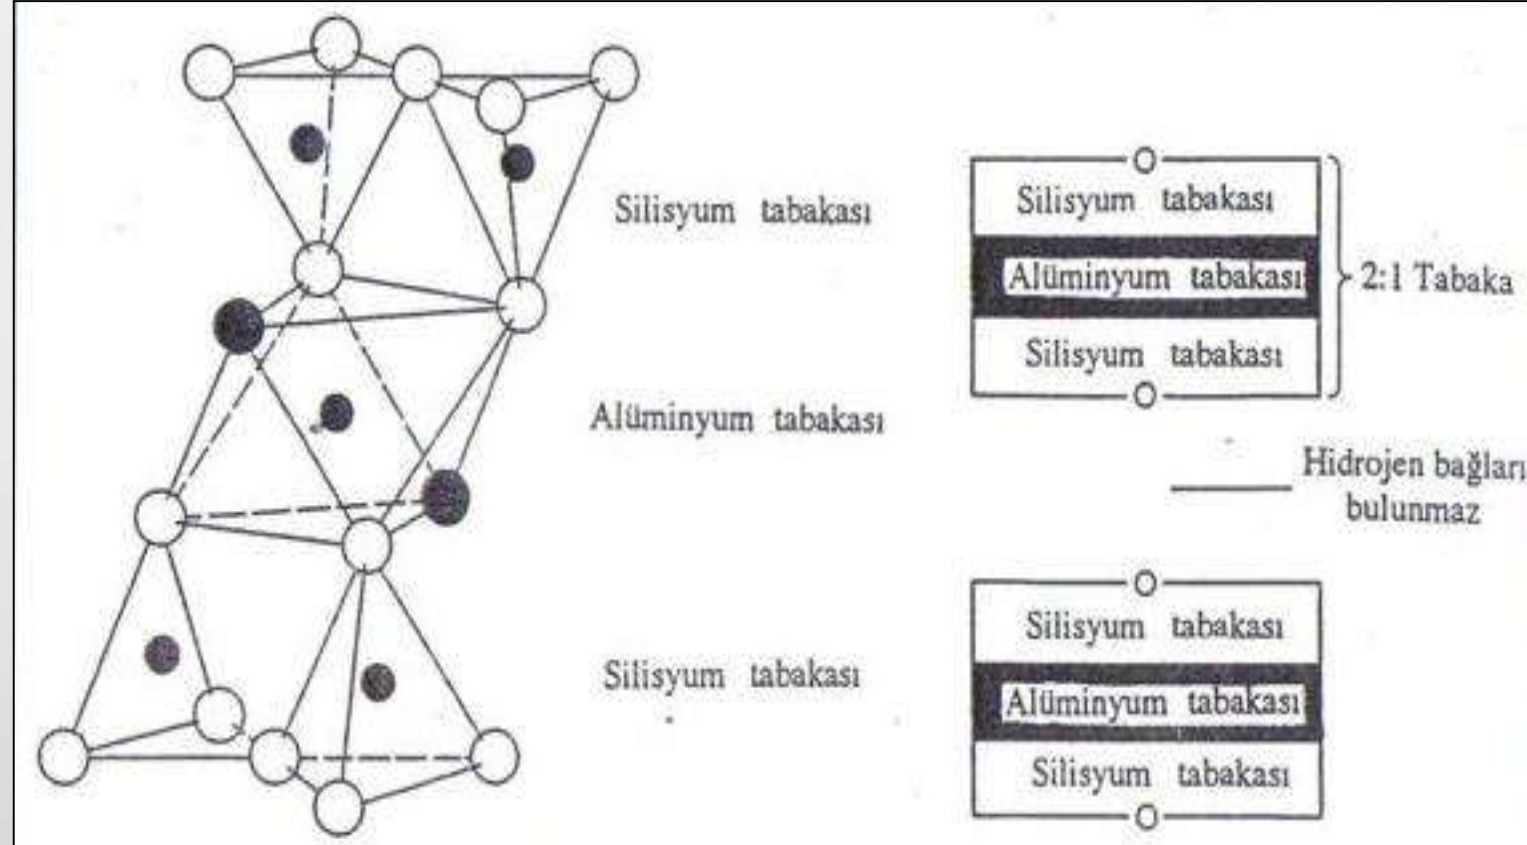 Silisyum tabakası
Alüminyum tabakası
Silisyum tabakası
Silisyum tabakası
Alüminyum tabakası
Silisyum tabakası
2:1 Tabaka
Hidrojen bağları
bulunmaz
Silisyum tabakası
Alüminyum tabakası
Silisyum tabakası